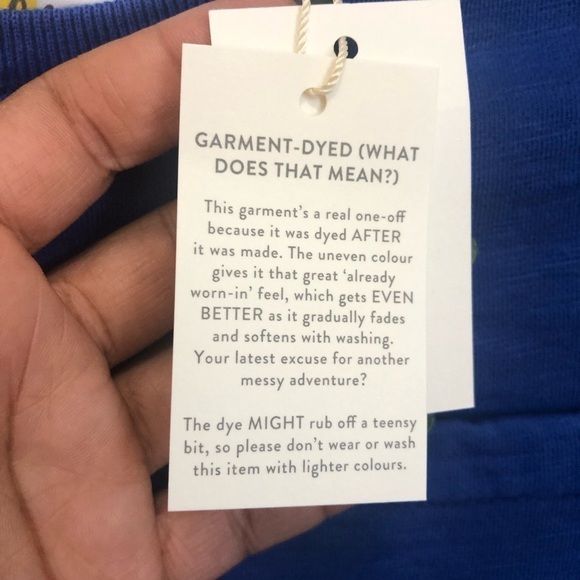 GARMENT-DYED (WHAT
DOES THAT MEAN?)
This garment's a real one-off
because it was dyed AFTER
it was made. The uneven colour
gives it that great 'already
worn-in' feel, which gets EVEN
BETTER as it gradually fades
and softens with washing.
Your latest excuse for another
messy adventure?
The dye MIGHT rub off a teensy
bit, so please don't wear or wash
this item with lighter colours.